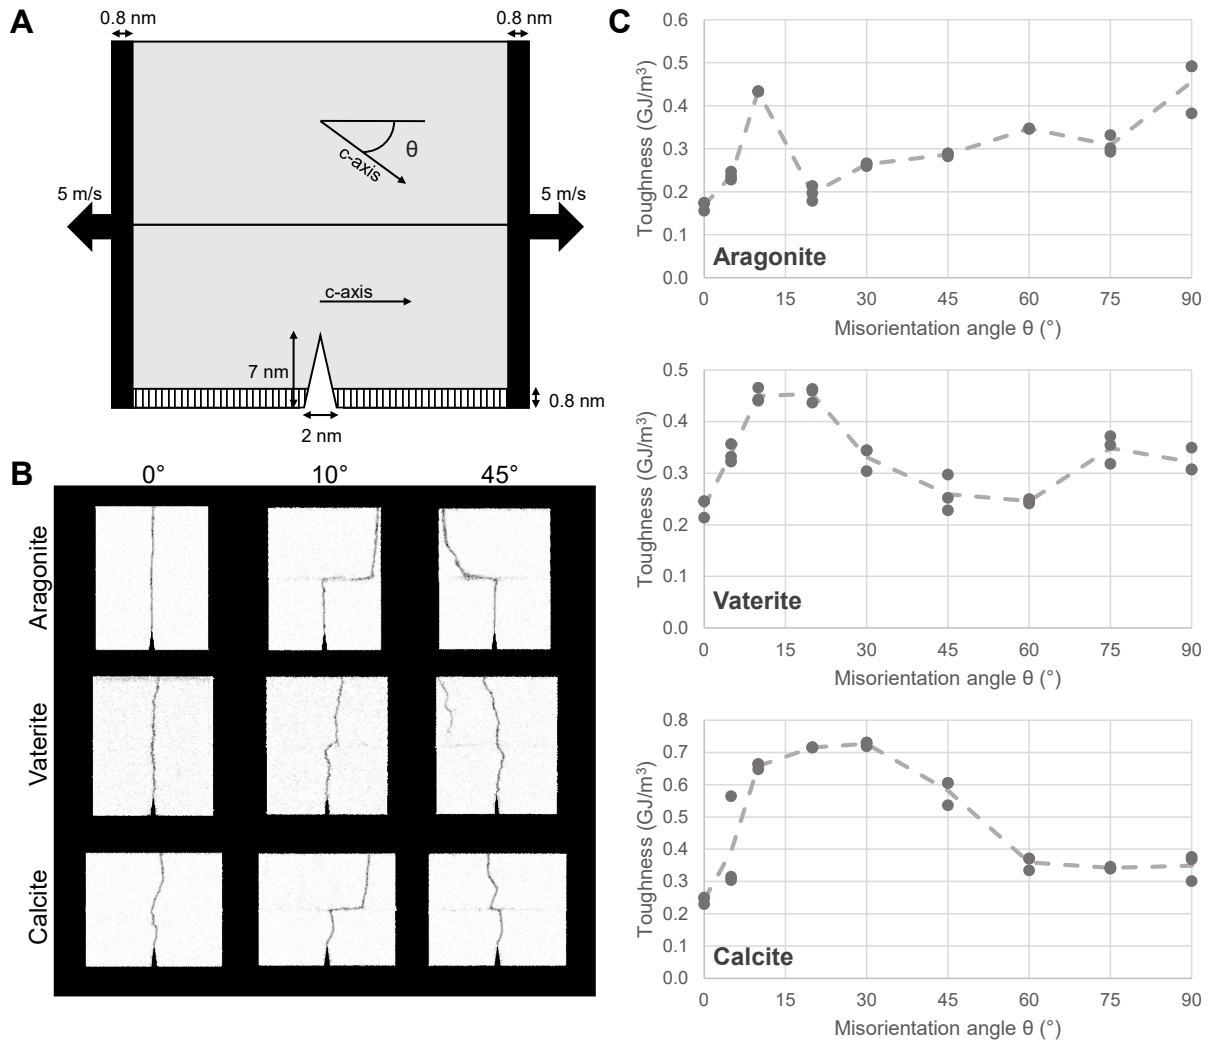 A
0.8 nm
0.8 nm
θ
c-axis
5 m/s
5 m/s
c-axis
7 nm
0.8 nm
2 nm
B
0°
10°
45°
Aragonite
Vaterite
Calcite
C
Toughness (GJ/m³)
0.6
0.5
0.4
0.3
0.2
0.1
0.0
Aragonite
0 15 30 45 60 75 90
Misorientation angle θ (°)
Toughness (GJ/m³)
0.5
0.4
0.3
0.2
0.1
0.0
Vaterite
0 15 30 45 60 75 90
Misorientation angle θ (°)
Toughness (GJ/m³)
0.8
0.7
0.6
0.5
0.4
0.3
0.2
0.1
0.0
Calcite
0 15 30 45 60 75 90
Misorientation angle θ (°)